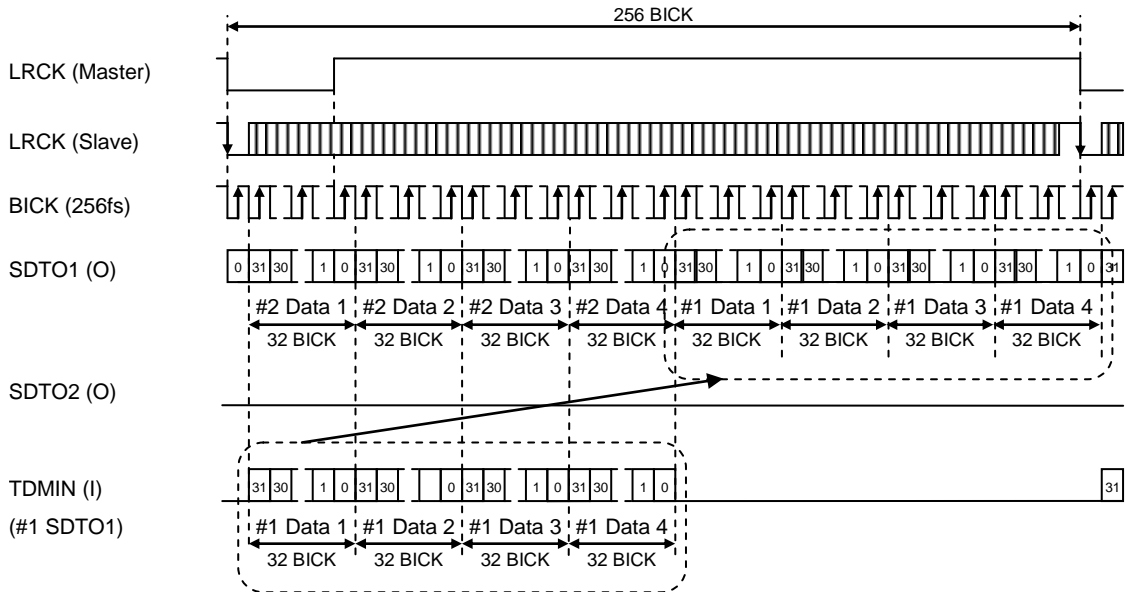 256 BICK
LRCK (Master)
LRCK (Slave)
BICK (256fs)
SDTO1 (O)
0 31 30 1 0 31 30 1 0 31 30 1 0 31 30 1 0 31 30 1 0 31 30 1 0 31 30 1 0 31 30 1 0 31
#2 Data 1 #2 Data 2 #2 Data 3 #2 Data 4 #1 Data 1 #1 Data 2 #1 Data 3 #1 Data 4
32 BICK 32 BICK 32 BICK 32 BICK 32 BICK 32 BICK 32 BICK 32 BICK
SDTO2 (O)
TDMIN (I)
31 30 1 0 31 30 0 31 30 1 0 31 30 1 0 31
(#1 SDTO1)
#1 Data 1 #1 Data 2 #1 Data 3 #1 Data 4
32 BICK 32 BICK 32 BICK 32 BICK